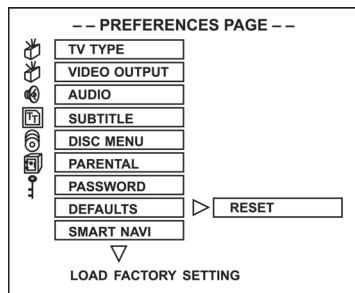 -- PREFERENCES PAGE --
TV TYPE
VIDEO OUTPUT
AUDIO
SUBTITLE
DISC MENU
PARENTAL
PASSWORD
DEFAULTS RESET
SMART NAVI
LOAD FACTORY SETTING